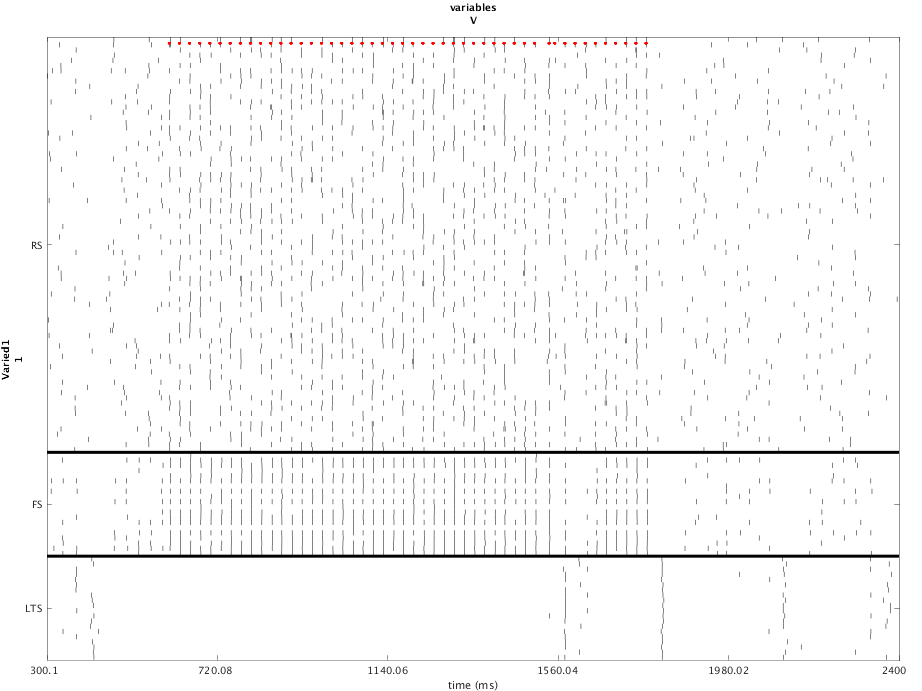 variables
V
RS
FS
LTS
Varied1
1
300.1
720.08
1140.06
1560.04
1980.02
2400
time (ms)